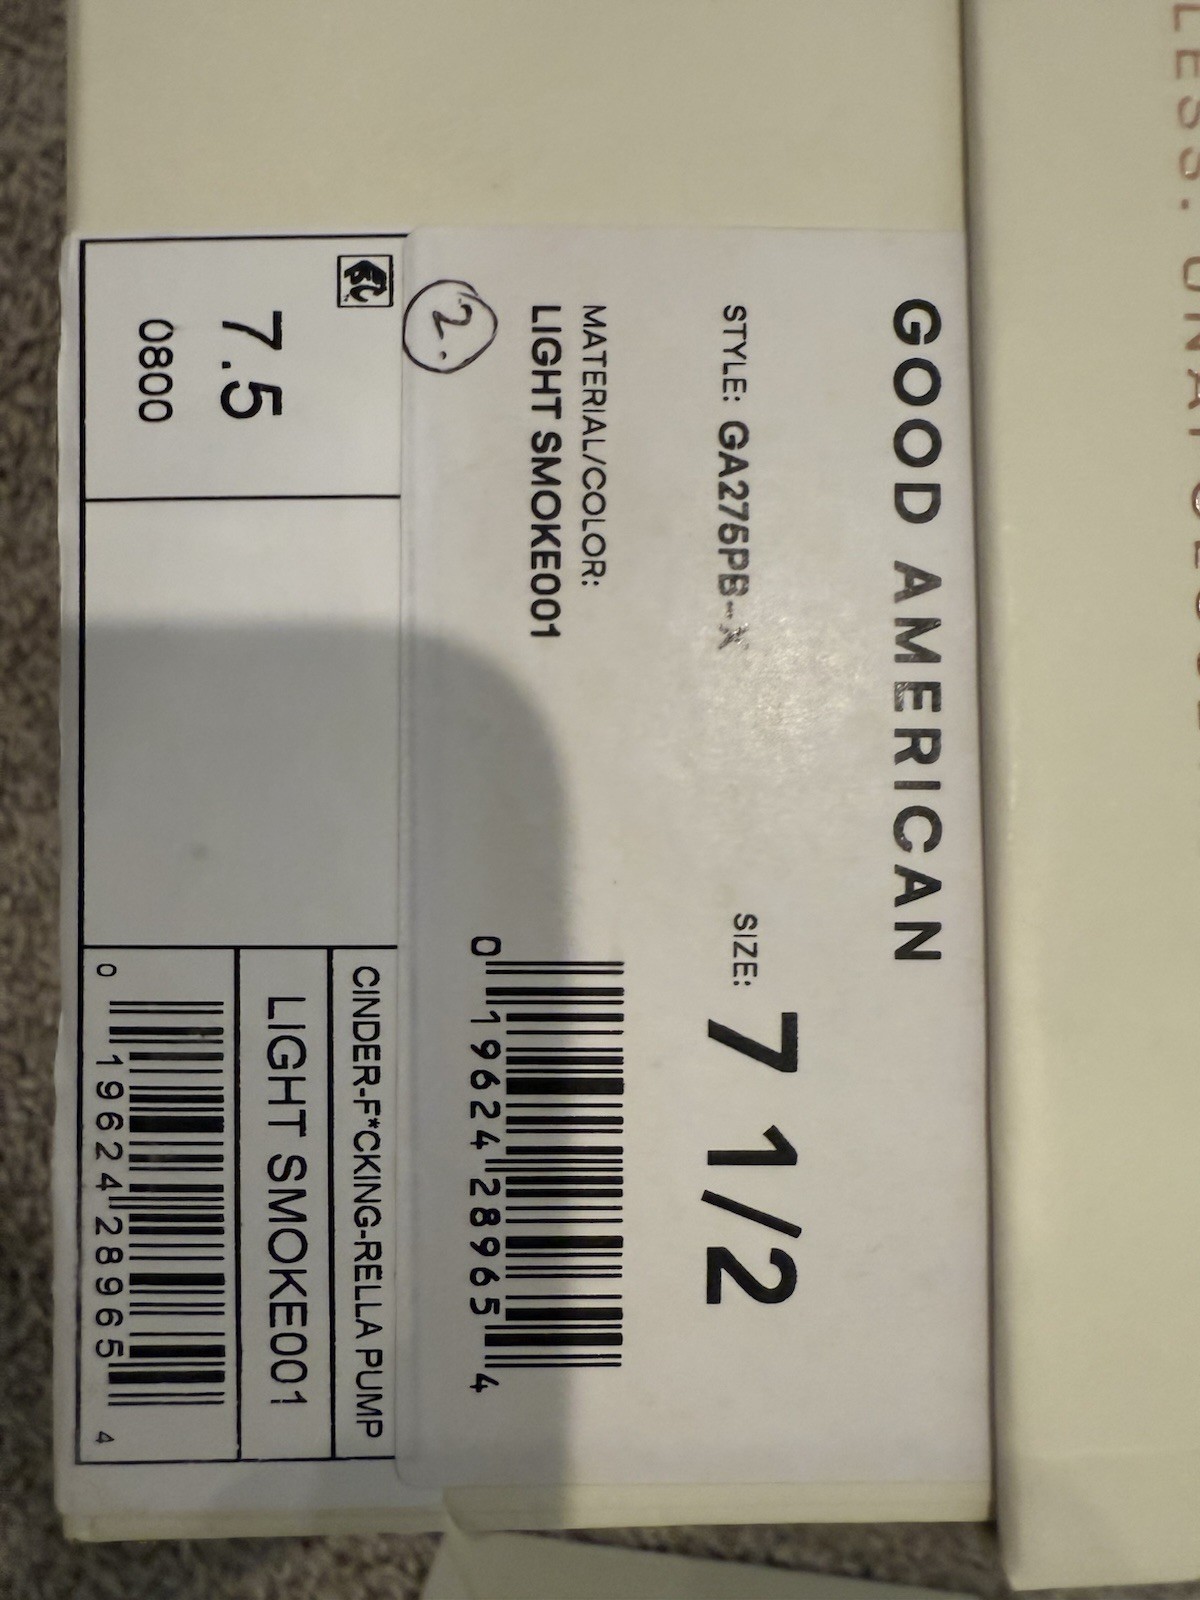 GOOD AMERICAN
STYLE: GA275PB-X
SIZE: 7 1/2
MATERIAL/COLOR:
LIGHT SMOKE001
0 19624 28965 4
2.
7.5
0800
CINDER-F*CKING-RELLA PUMP
LIGHT SMOKE001
0 19624 28965 4
LESS.